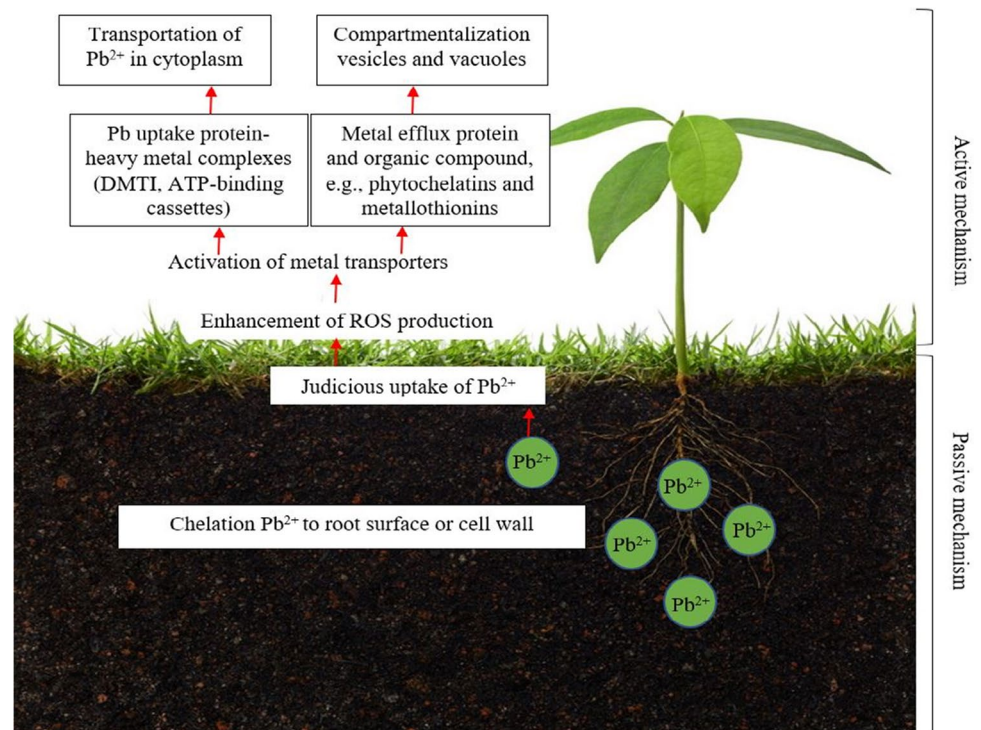 Transportation of
Pb²⁺ in cytoplasm
Compartmentalization
vesicles and vacuoles
Pb uptake protein-
heavy metal complexes
(DMTI, ATP-binding
cassettes)
Metal efflux protein
and organic compound,
e.g., phytochelatins and
metallothionins
Activation of metal transporters
Enhancement of ROS production
Judicious uptake of Pb²⁺
Pb²⁺
Pb²⁺
Chelation Pb²⁺ to root surface or cell wall
Pb²⁺
Pb²⁺
Pb²⁺
Active mechanism
Passive mechanism